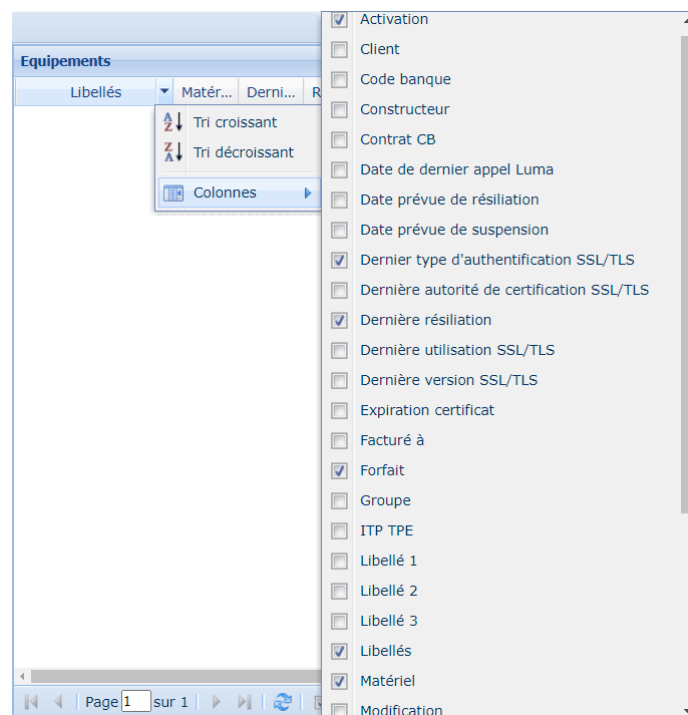 Equipements
Libellés Matér... Derni... R
Tri croissant
Tri décroissant
Colonnes
Activation
Client
Code banque
Constructeur
Contrat CB
Date de dernier appel Luma
Date prévue de résiliation
Date prévue de suspension
Dernier type d'authentification SSL/TLS
Dernière autorité de certification SSL/TLS
Dernière résiliation
Dernière utilisation SSL/TLS
Dernière version SSL/TLS
Expiration certificat
Facturé à
Forfait
Groupe
ITP TPE
Libellé 1
Libellé 2
Libellé 3
Libellés
Matériel
Modification
Page 1 sur 1